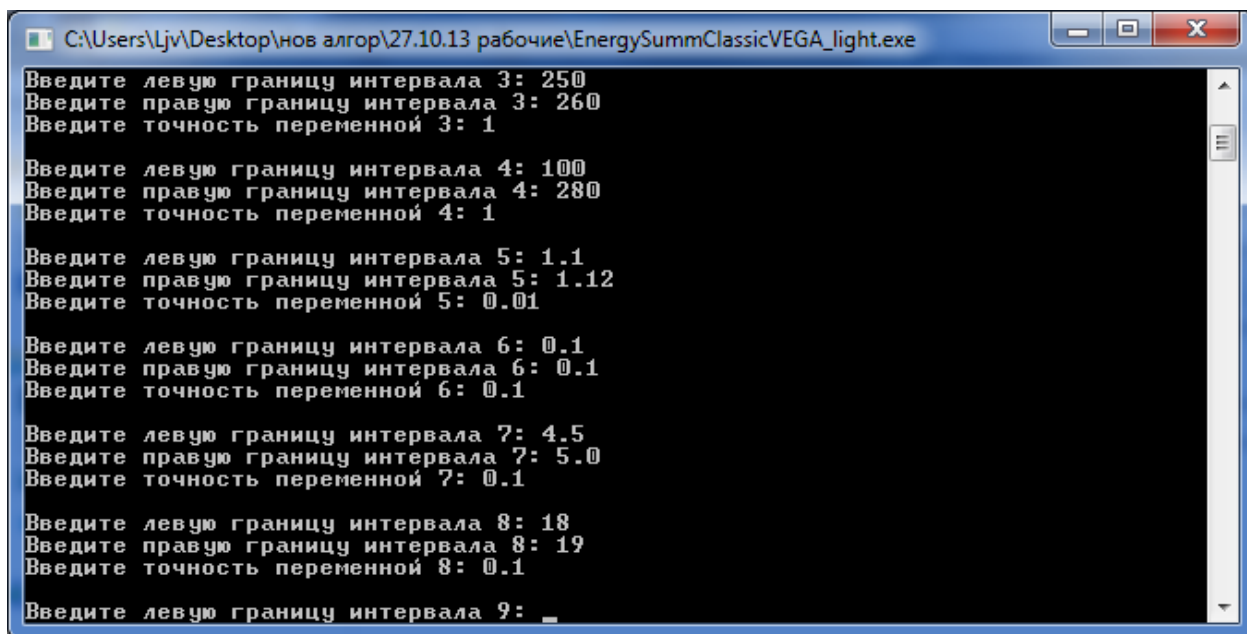 C:\Users\Ljv\Desktop\нов алгор\27.10.13 рабочие\EnergySummClassicVEGA_light.exe
Введите левую границу интервала 3: 250
Введите правую границу интервала 3: 260
Введите точность переменной 3: 1
Введите левую границу интервала 4: 100
Введите правую границу интервала 4: 280
Введите точность переменной 4: 1
Введите левую границу интервала 5: 1.1
Введите правую границу интервала 5: 1.12
Введите точность переменной 5: 0.01
Введите левую границу интервала 6: 0.1
Введите правую границу интервала 6: 0.1
Введите точность переменной 6: 0.1
Введите левую границу интервала 7: 4.5
Введите правую границу интервала 7: 5.0
Введите точность переменной 7: 0.1
Введите левую границу интервала 8: 18
Введите правую границу интервала 8: 19
Введите точность переменной 8: 0.1
Введите левую границу интервала 9: _